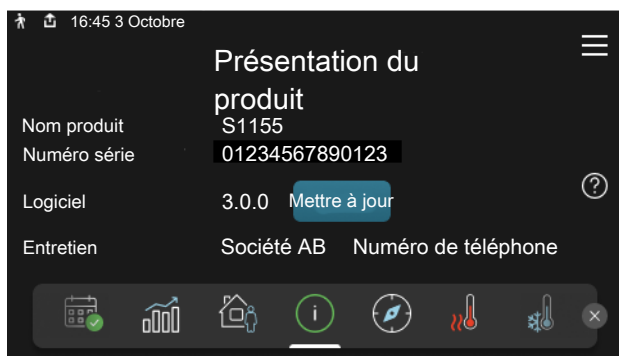 16:45 3 Octobre
Présentation du
produit
Nom produit S1155
Numéro série 01234567890123
Logiciel 3.0.0 Mettre à jour
Entretien Société AB Numéro de téléphone